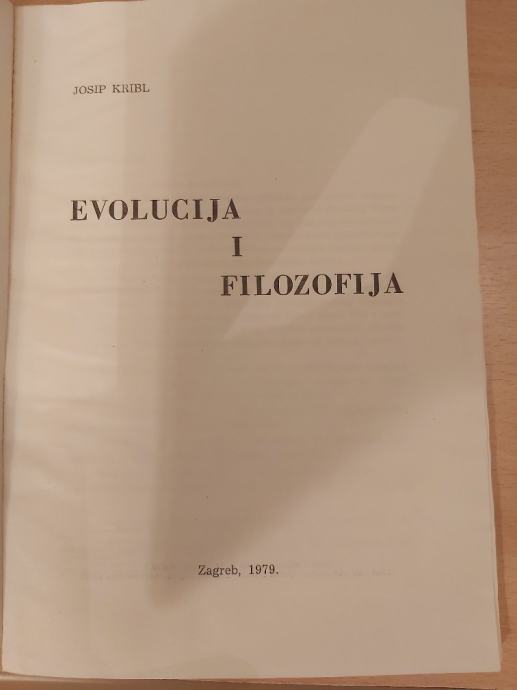 JOSIP KRIBL
EVOLUCIJA
I
FILOZOFIJA
Zagreb, 1979.